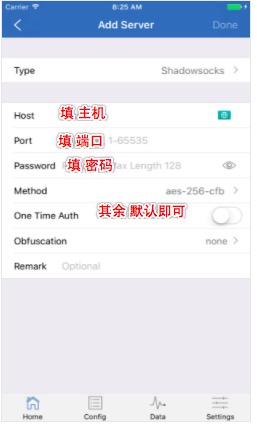 Carrier 8:25 AM
Add Server Done
Type Shadowsocks
Host 填 主机
Port 填 端口 1-65535
Password 填 密码 Max Length 128
Method aes-256-cfb
One Time Auth 其余 默认即可
Obfuscation none
Remark Optional
Home Config Data Settings